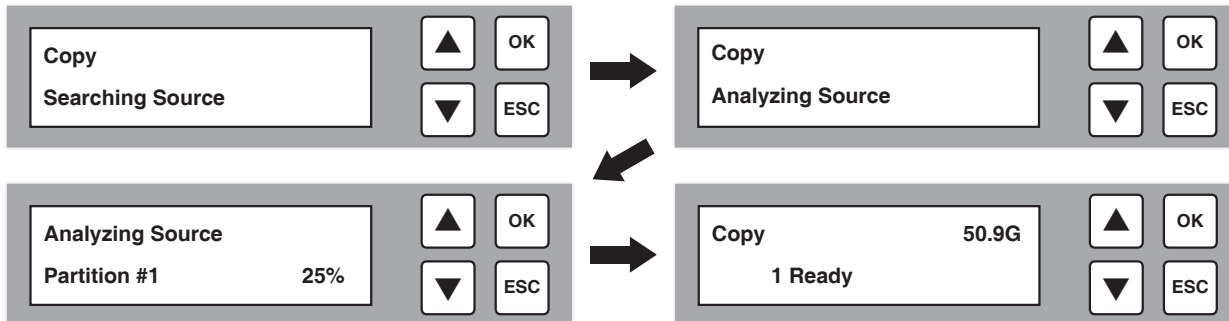 Copy
Searching Source
OK
ESC
Copy
Analyzing Source
OK
ESC
Analyzing Source
Partition #1 25%
OK
ESC
Copy 50.9G
1 Ready
OK
ESC